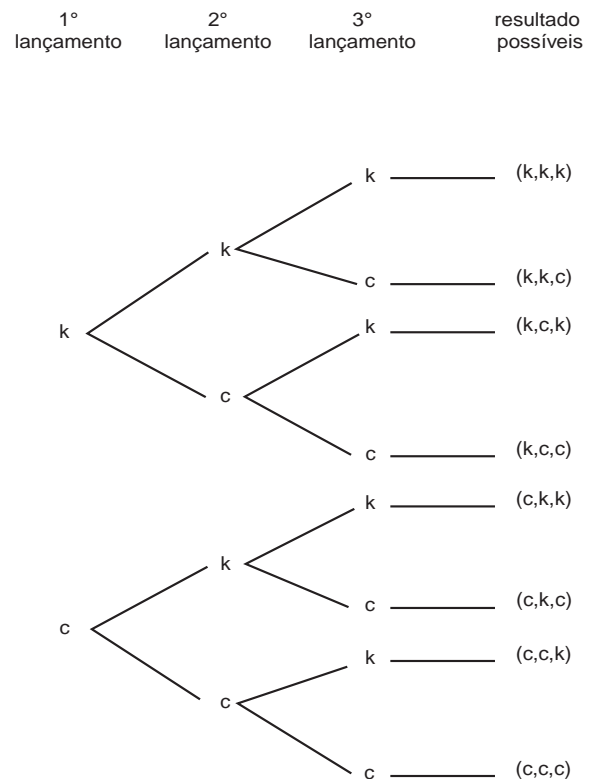 1° 2° 3° resultado
lançamento lançamento lançamento possíveis
k (k,k,k)
k
c (k,k,c)
k (k,c,k)
k
c
c (k,c,c)
k (c,k,k)
k
c (c,k,c)
c
k (c,c,k)
c
c (c,c,c)